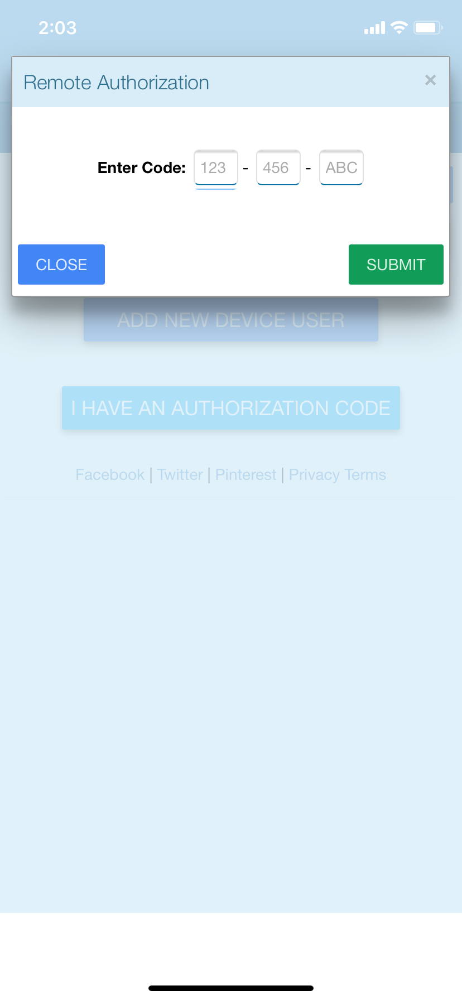 2:03
Remote Authorization ×
Enter Code: 123 - 456 - ABC
CLOSE SUBMIT
ADD NEW DEVICE USER
I HAVE AN AUTHORIZATION CODE
Facebook | Twitter | Pinterest | Privacy Terms